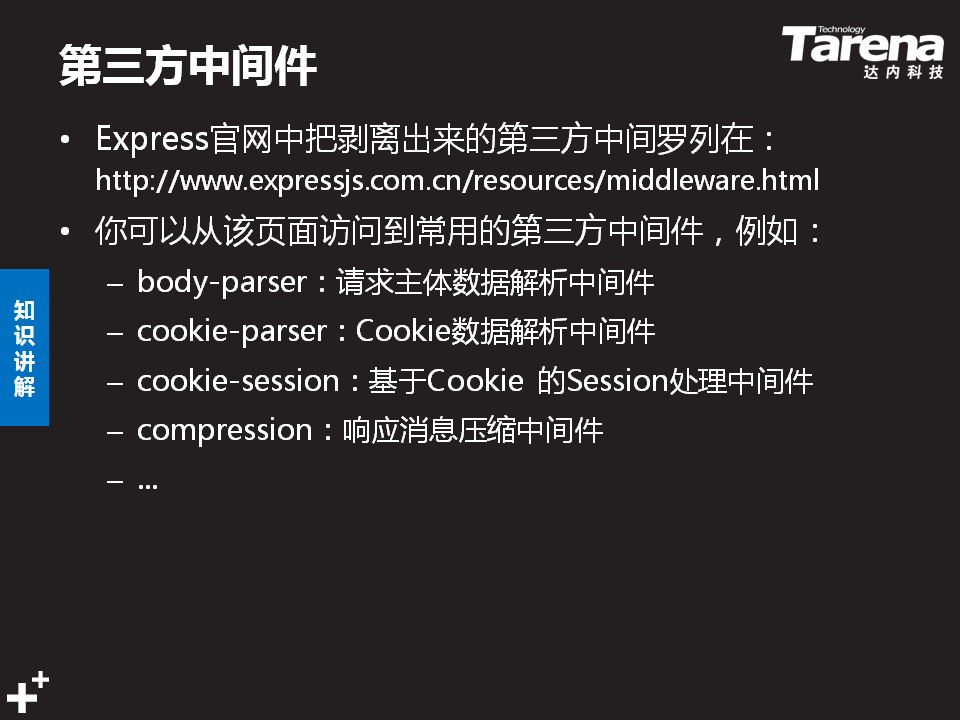 第三方中间件
Technology
Tarena
达内科技
• Express官网中把剥离出来的第三方中间罗列在：
http://www.expressjs.com.cn/resources/middleware.html
• 你可以从该页面访问到常用的第三方中间件，例如：
– body-parser：请求主体数据解析中间件
– cookie-parser：Cookie数据解析中间件
– cookie-session：基于Cookie 的Session处理中间件
– compression：响应消息压缩中间件
– ...
知
识
讲
解